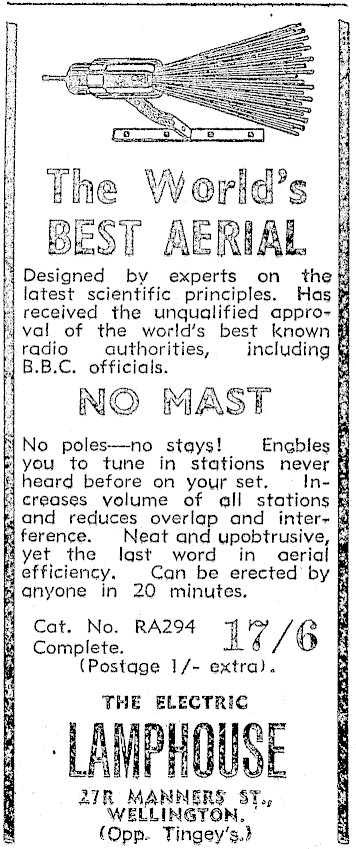 The World's
BEST AERIAL
Designed by experts on the
latest scientific principles. Has
received the unqualified appro-
val of the world's best known
radio authorities, including
B.B.C. officials.
NO MAST
No poles—no stays! Enables
you to tune in stations never
heard before on your set. In-
creases volume of all stations
and reduces overlap and inter-
ference. Neat and upobtrusive,
yet the last word in aerial
efficiency. Can be erected by
anyone in 20 minutes.
Cat. No. RA294 17/6
Complete.
(Postage 1/- extra).
THE ELECTRIC
LAMPHOUSE
27R MANNERS ST.,
WELLINGTON.
(Opp. Tingey's.)